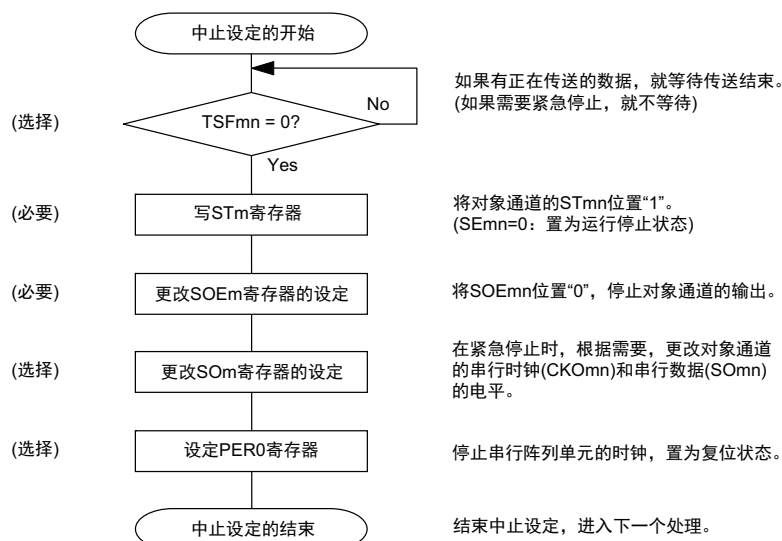 中止设定的开始
如果有正在传送的数据，就等待传送结束。
(如果需要紧急停止，就不等待)
No
(选择)
TSFmn = 0?
Yes
(必要)
写STm寄存器
将对象通道的STmn位置“1”。
(SEmn=0：置为运行停止状态)
(必要)
更改SOEm寄存器的设定
将SOEmn位置“0”，停止对象通道的输出。
(选择)
更改SOm寄存器的设定
在紧急停止时，根据需要，更改对象通道
的串行时钟(CKOmn)和串行数据(SOmn)
的电平。
(选择)
设定PER0寄存器
停止串行阵列单元的时钟，置为复位状态。
中止设定的结束
结束中止设定，进入下一个处理。